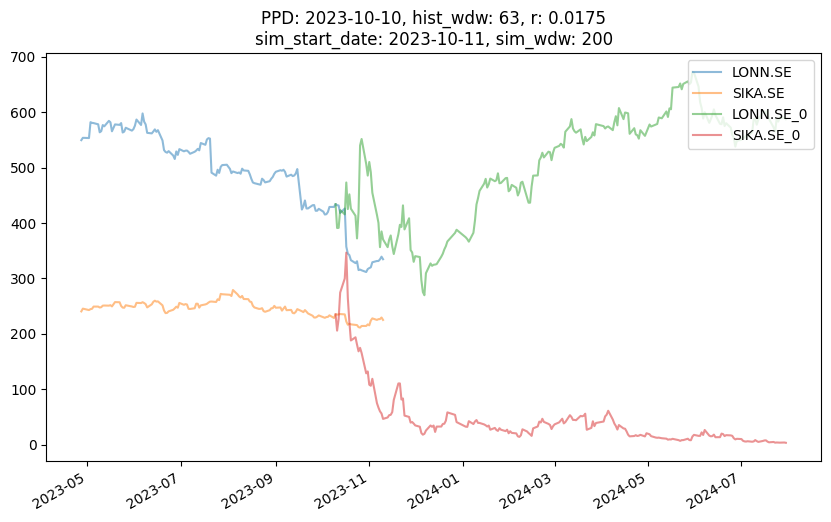 PPD: 2023-10-10, hist_wdw: 63, r: 0.0175
sim_start_date: 2023-10-11, sim_wdw: 200
700
600
500
400
300
200
100
0
LONN.SE
SIKA.SE
LONN.SE_0
SIKA.SE_0
2023-05
2023-07
2023-09
2023-11
2024-01
2024-03
2024-05
2024-07